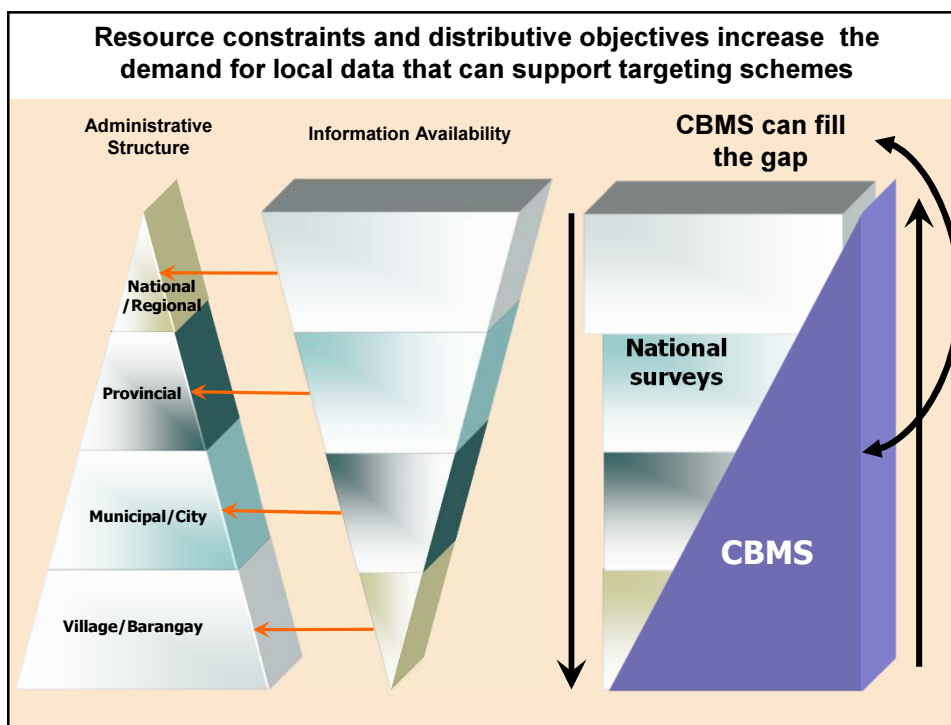 Resource constraints and distributive objectives increase the
demand for local data that can support targeting schemes
Administrative
Structure
Information Availability
CBMS can fill
the gap
National
/Regional
Provincial
Municipal/City
Village/Barangay
National
surveys
CBMS